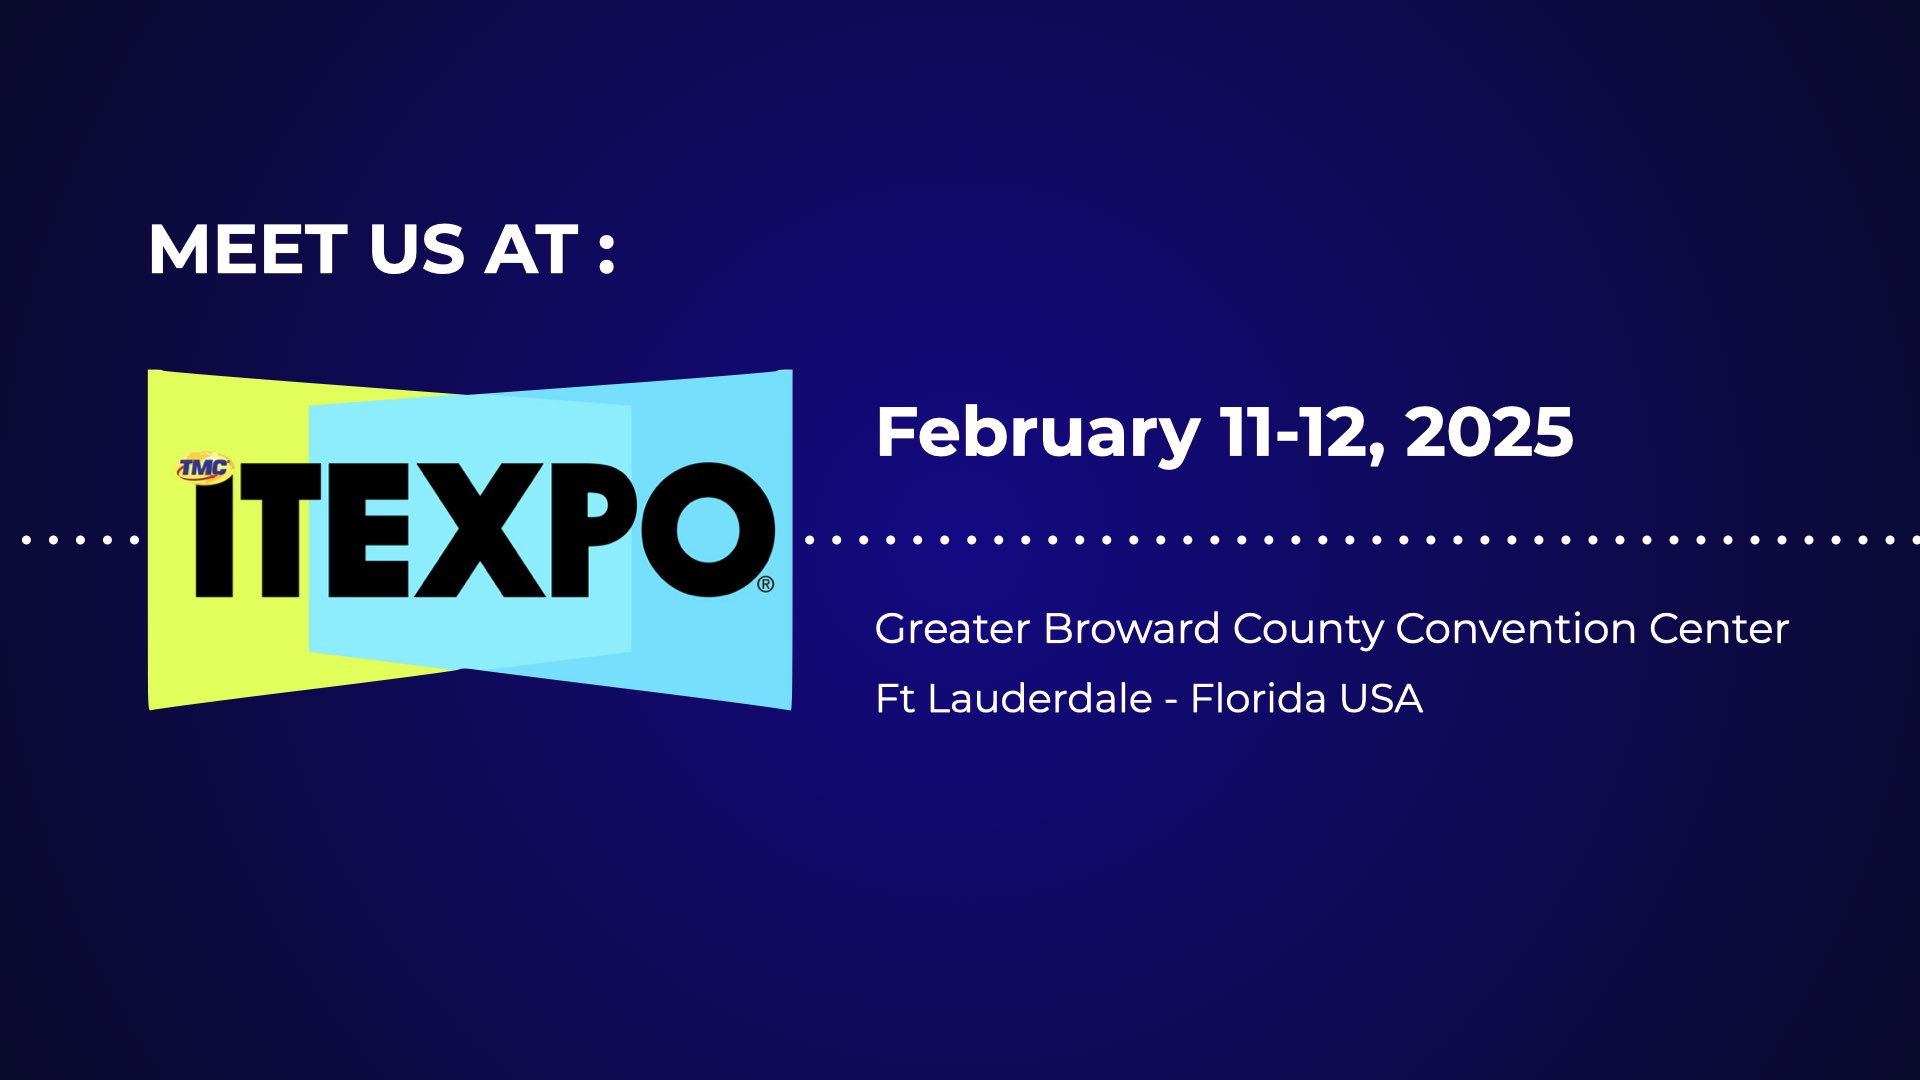 MEET US AT :
TMC
iTEXPO®
February 11-12, 2025
Greater Broward County Convention Center
Ft Lauderdale - Florida USA